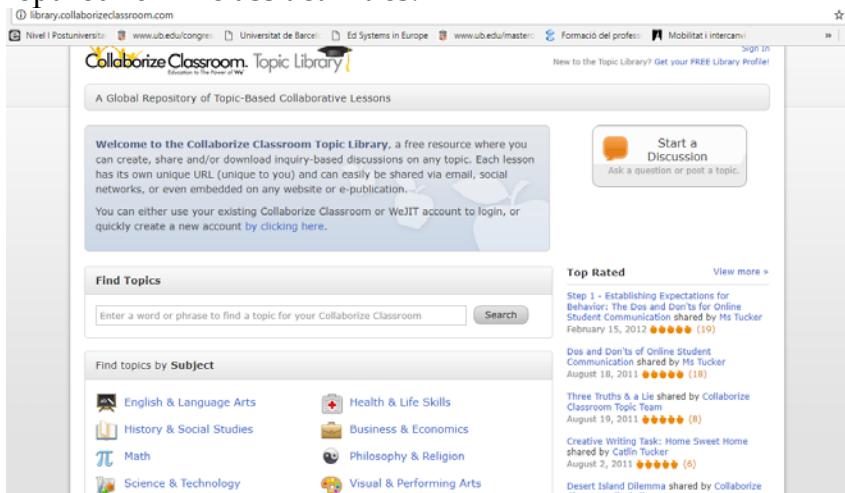 library.collaborizeclassroom.com
Nivel I Postuniversita www.ub.edu/congres Universitat de Barcel Ed Systems in Europe www.ub.edu/masterc Formació del profess Mobilitat i intercanvi »
Collaborize Classroom. Topic Library
Education to The Power of We
Sign In
New to the Topic Library? Get your FREE Library Profile!
A Global Repository of Topic-Based Collaborative Lessons
Welcome to the Collaborize Classroom Topic Library, a free resource where you
can create, share and/or download inquiry-based discussions on any topic. Each lesson
has its own unique URL (unique to you) and can easily be shared via email, social
networks, or even embedded on any website or e-publication.
You can either use your existing Collaborize Classroom or WeJIT account to login, or
quickly create a new account by clicking here.
Start a
Discussion
Ask a question or post a topic.
Find Topics
Enter a word or phrase to find a topic for your Collaborize Classroom
Search
Find topics by Subject
English & Language Arts
Health & Life Skills
History & Social Studies
Business & Economics
Math
Philosophy & Religion
Science & Technology
Visual & Performing Arts
Top Rated View more »
Step 1 - Establishing Expectations for
Behavior: The Dos and Don'ts for Online
Student Communication shared by Ms Tucker
February 15, 2012 (19)
Dos and Don'ts of Online Student
Communication shared by Ms Tucker
August 18, 2011 (18)
Three Truths & a Lie shared by Collaborize
Classroom Topic Team
August 19, 2011 (8)
Creative Writing Task: Home Sweet Home
shared by Catlin Tucker
August 2, 2011 (6)
Desert Island Dilemma shared by Collaborize